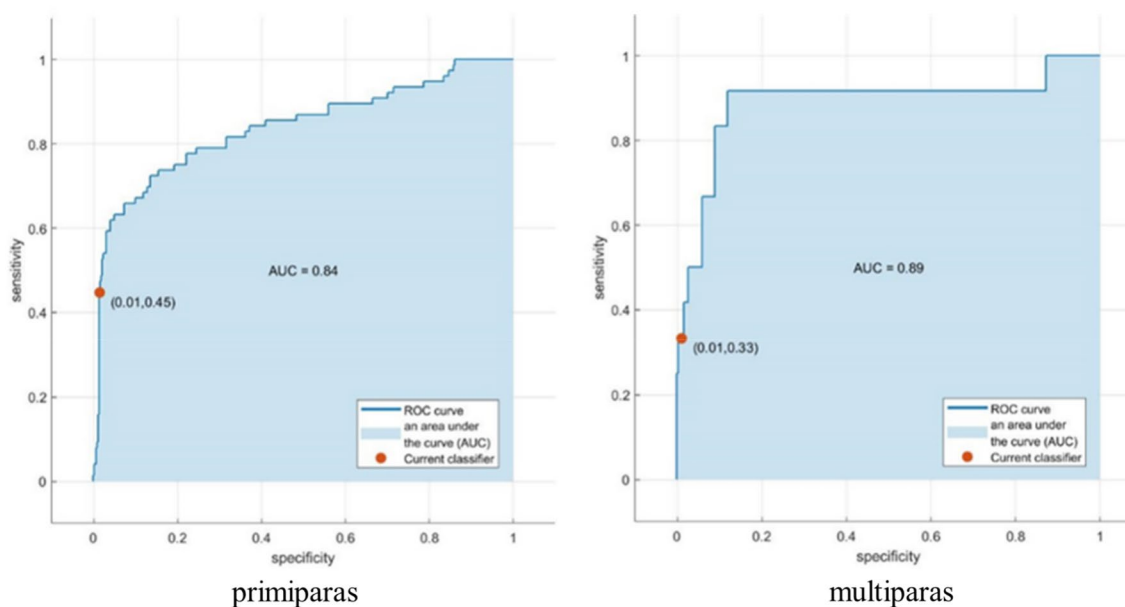 1
0.8
0.6
0.4
0.2
0
sensitivity
AUC = 0.84
(0.01,0.45)
ROC curve
an area under
the curve (AUC)
Current classifier
0
0.2
0.4
0.6
0.8
1
specificity
primiparas
1
0.8
0.6
0.4
0.2
0
sensitivity
AUC = 0.89
(0.01,0.33)
ROC curve
an area under
the curve (AUC)
Current classifier
0
0.2
0.4
0.6
0.8
1
specificity
multiparas